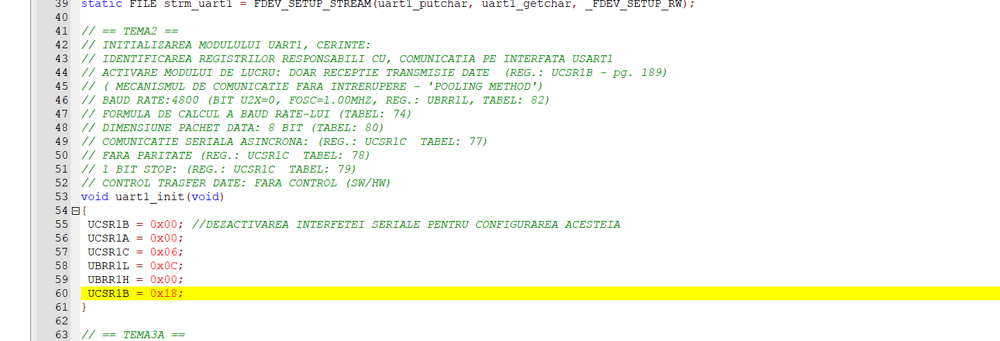 39 static FILE strm_uart1 = FDEV_SETUP_STREAM(uart1_putchar, uart1_getchar, _FDEV_SETUP_RW);
40
41 // == TEMA2 ==
42 // INITIALIZAREA MODULULUI UART1, CERINTE:
43 // IDENTIFICAREA REGISTRILOR RESPONSABILI CU, COMUNICATIA PE INTERFATA USART1
44 // ACTIVARE MODULUI DE LUCRU: DOAR RECEPTIE TRANSMISIE DATE  (REG.: UCSR1B - pg. 189)
45 // ( MECANISMUL DE COMUNICATIE FARA INTRERUPERE - 'POOLING METHOD')
46 // BAUD RATE:4800 (BIT U2X=0, FOSC=1.00MHZ, REG.: UBRR1L, TABEL: 82)
47 // FORMULA DE CALCUL A BAUD RATE-LUI (TABEL: 74)
48 // DIMENSIUNE PACHET DATA: 8 BIT (TABEL: 80)
49 // COMUNICATIE SERIALA ASINCRONA: (REG.: UCSR1C  TABEL: 77)
50 // FARA PARITATE (REG.: UCSR1C  TABEL: 78)
51 // 1 BIT STOP: (REG.: UCSR1C  TABEL: 79)
52 // CONTROL TRASFER DATE: FARA CONTROL (SW/HW)
53 void uart1_init(void)
54 {
55 UCSR1B = 0x00; //DEZACTIVAREA INTERFETEI SERIALE PENTRU CONFIGURAREA ACESTEIA
56 UCSR1A = 0x00;
57 UCSR1C = 0x06;
58 UBRR1L = 0x0C;
59 UBRR1H = 0x00;
60 UCSR1B = 0x18;
61 }
62
63 // == TEMA3A ==